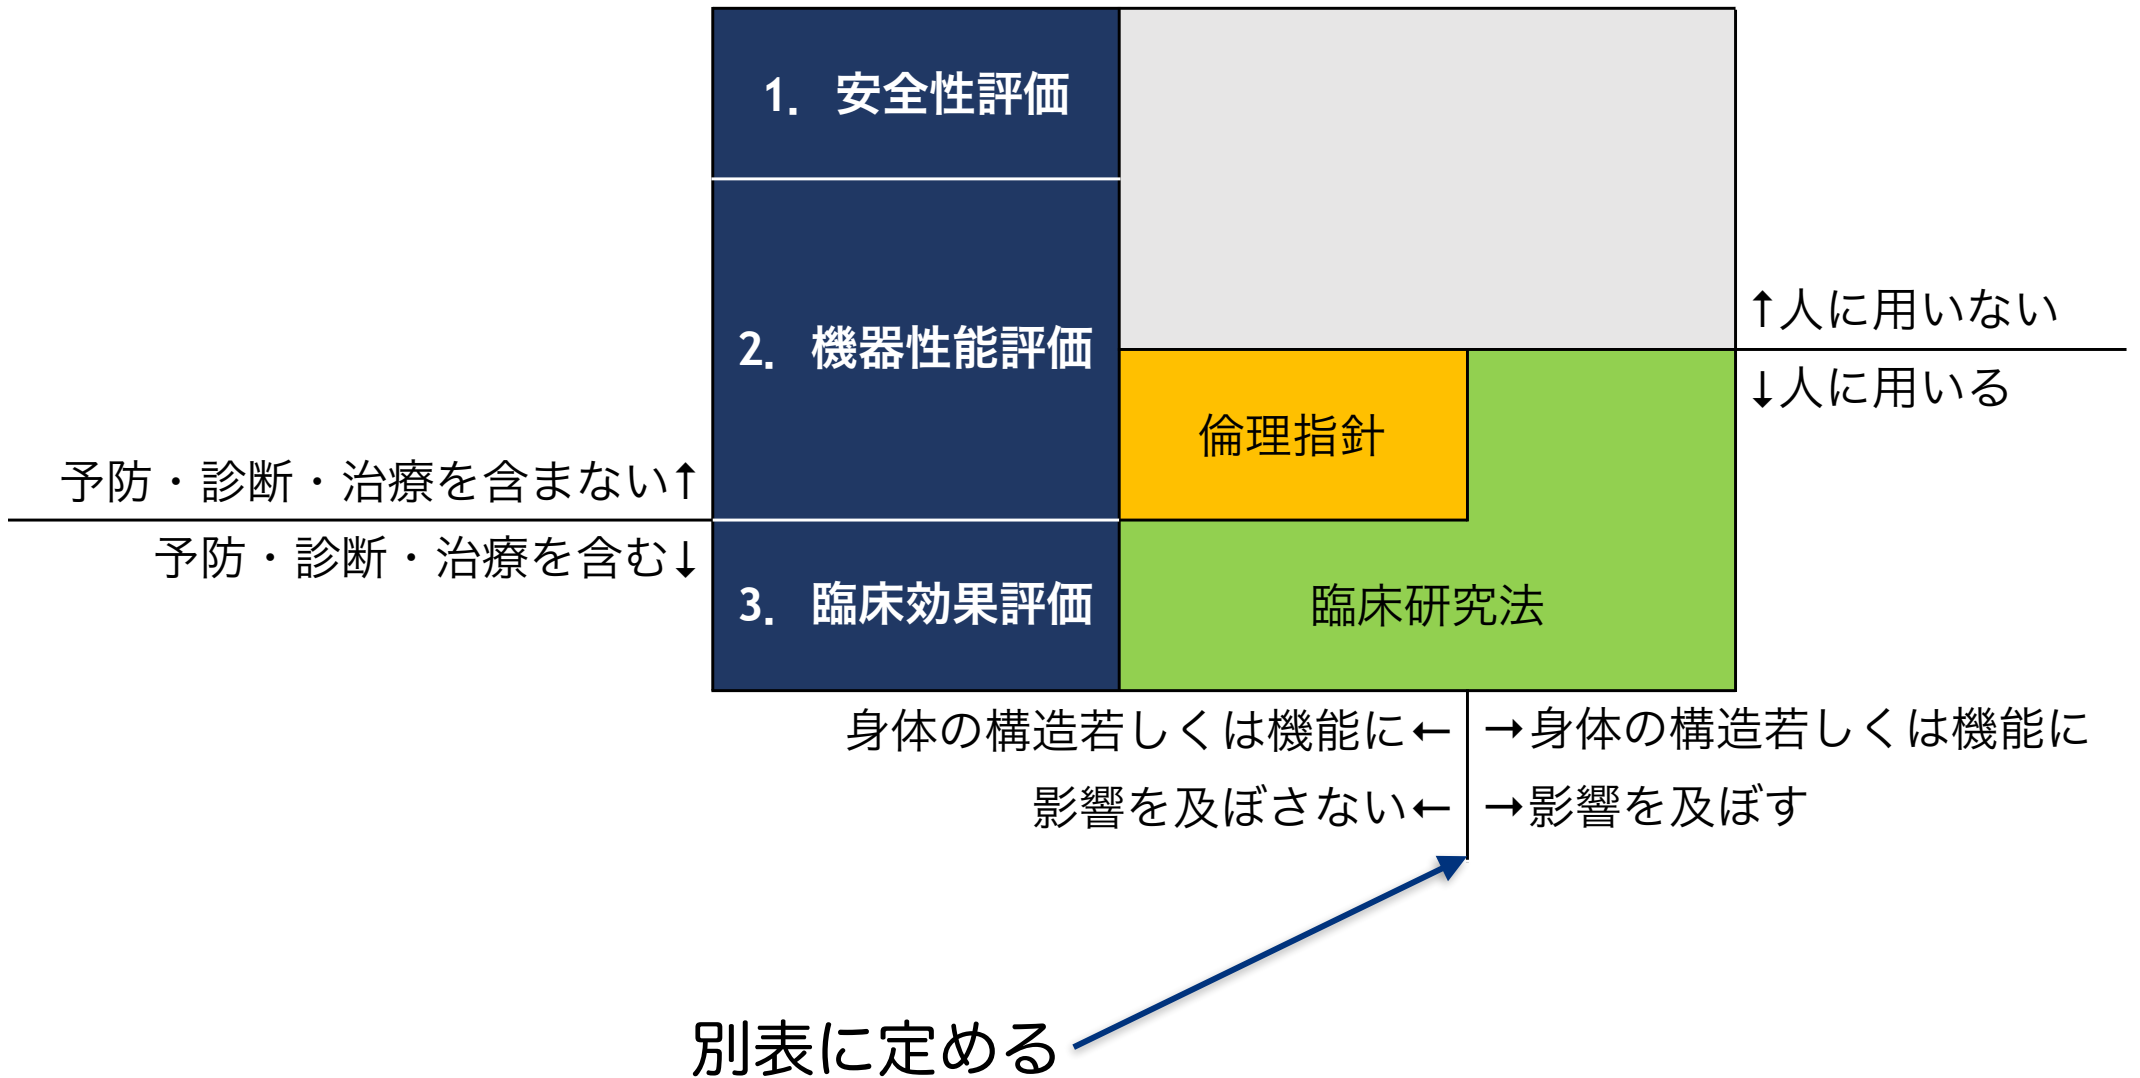 1. 安全性評価
↑人に用いない
2. 機器性能評価
↓人に用いる
倫理指針
予防・診断・治療を含まない↑
予防・診断・治療を含む↓
3. 臨床効果評価
臨床研究法
身体の構造若しくは機能に←
影響を及ぼさない←
→身体の構造若しくは機能に
→影響を及ぼす
別表に定める